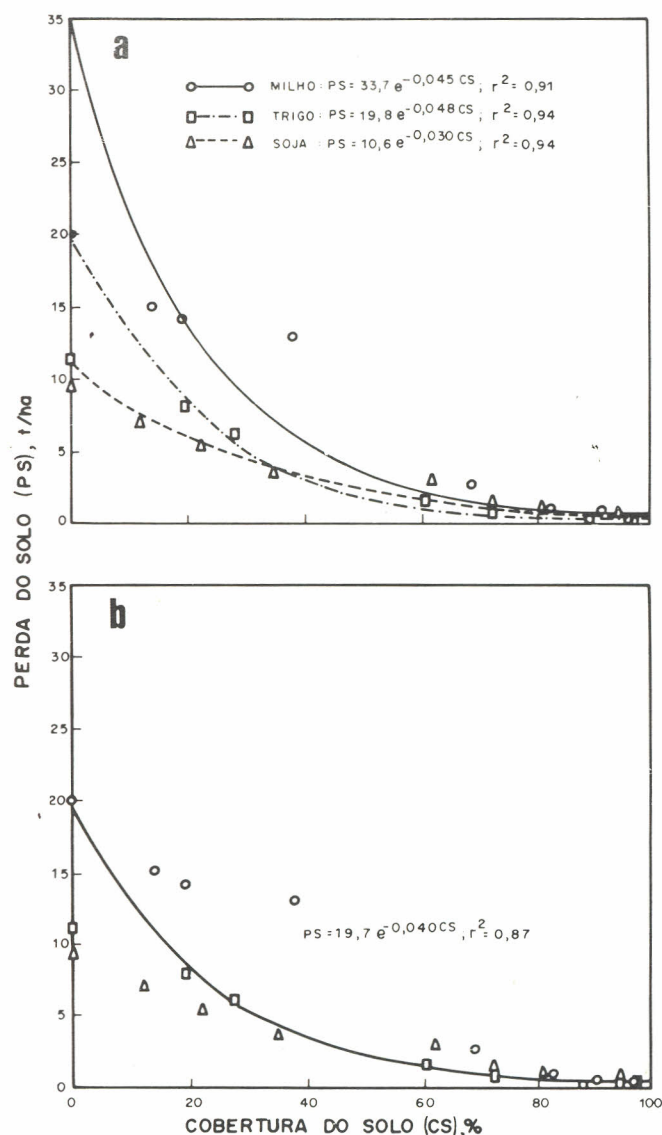 a
MILHO: PS = 33,7 e^-0,045 CS; r² = 0,91
TRIGO: PS = 19,8 e^-0,048 CS; r² = 0,94
SOJA: PS = 10,6 e^-0,030 CS; r² = 0,94
35
30
25
20
15
10
5
0
PERDA DO SOLO (PS), t/ha
b
35
30
25
20
15
10
5
0
PS = 19,7 e^-0,040 CS, r² = 0,87
0 20 40 60 80 100
COBERTURA DO SOLO (CS), %